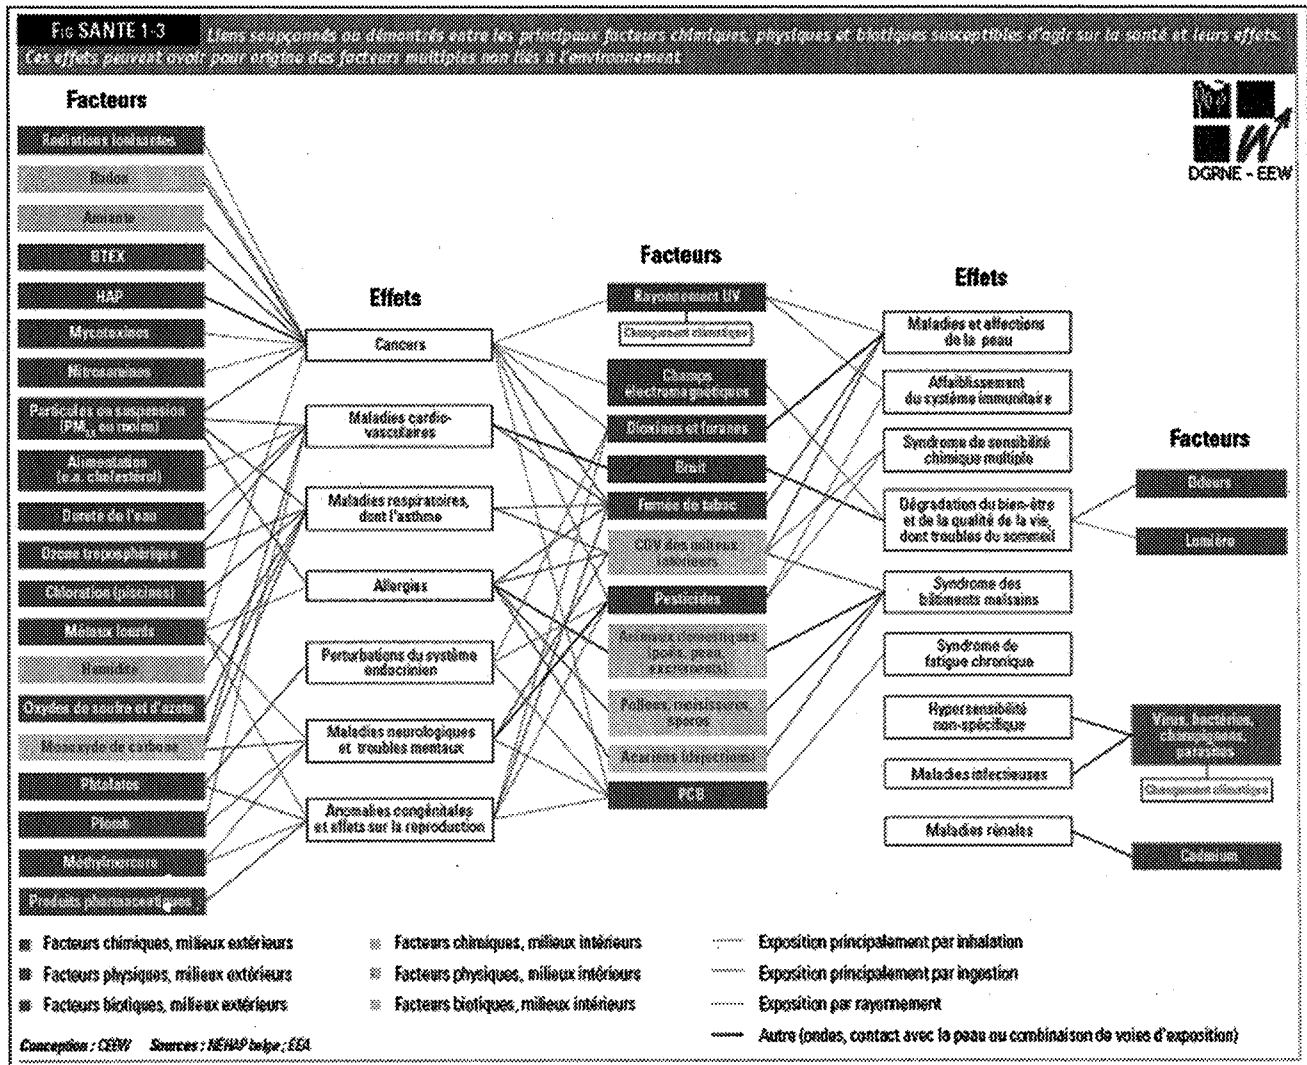 FIG SANTE 1-3
Liens soupçonnés ou démontrés entre les principaux facteurs chimiques, physiques et biotiques susceptibles d'agir sur la santé et leurs effets.
Ces effets peuvent avoir pour origine des facteurs multiples non liés à l'environnement
DGRNE - EEW
Facteurs
Radiations ionisantes
Radon
Amiante
BTEX
HAP
Mycotoxines
Nitrosamines
Particules en suspension
(PM10 ou moins)
Alimentation
(e.a. cholesterol)
Dureté de l'eau
Ozone troposphérique
Chloration (piscines)
Métaux lourds
Humidité
Oxydes de soufre et d'azote
Monoxyde de carbone
Phtalates
Plomb
Méthylmercure
Produits pharmaceutiques
Effets
Cancers
Maladies cardio-
vasculaires
Maladies respiratoires,
dont l'asthme
Allergies
Perturbations du système
endocrinien
Maladies neurologiques
et troubles mentaux
Anomalies congénitales
et effets sur la reproduction
Facteurs
Rayonnement UV
Changement climatique
Champs
électromagnétiques
Dioxines et furanes
Bruit
Fumée de tabac
COV des milieux
intérieurs
Pesticides
Animaux domestiques
(poils, peau,
excréments)
Pollens, moisissures,
spores
Acariens (déjections)
PCB
Effets
Maladies et affections
de la peau
Affaiblissement
du système immunitaire
Syndrome de sensibilité
chimique multiple
Dégradation du bien-être
et de la qualité de la vie,
dont troubles du sommeil
Syndrome des
bâtiments malsains
Syndrome de
fatigue chronique
Hypersensibilité
non-spécifique
Maladies infectieuses
Maladies rénales
Facteurs
Odeurs
Lumière
Virus, bactéries,
parasites
Changement climatique
Cadmium
Facteurs chimiques, milieux extérieurs
Facteurs physiques, milieux extérieurs
Facteurs biotiques, milieux extérieurs
Facteurs chimiques, milieux intérieurs
Facteurs physiques, milieux intérieurs
Facteurs biotiques, milieux intérieurs
Exposition principalement par inhalation
Exposition principalement par ingestion
Exposition par rayonnement
Autre (ondes, contact avec la peau ou combinaison de voies d'exposition)
Conception : CEEW Sources : NEHAP belge ; EEA